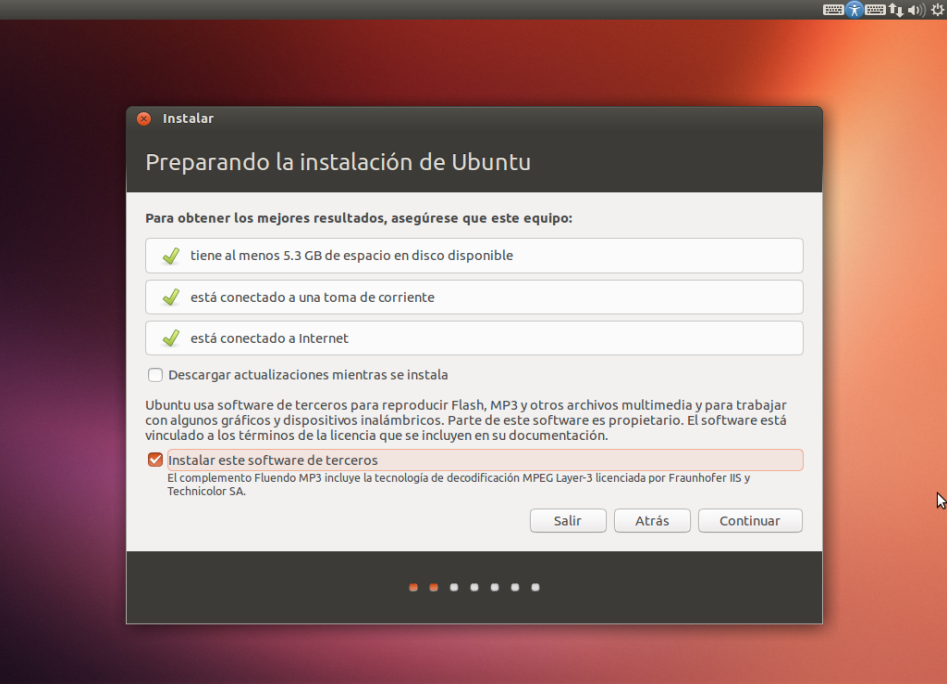 Instalar
Preparando la instalación de Ubuntu
Para obtener los mejores resultados, asegúrese que este equipo:
tiene al menos 5.3 GB de espacio en disco disponible
está conectado a una toma de corriente
está conectado a Internet
Descargar actualizaciones mientras se instala
Ubuntu usa software de terceros para reproducir Flash, MP3 y otros archivos multimedia y para trabajar
con algunos gráficos y dispositivos inalámbricos. Parte de este software es propietario. El software está
vinculado a los términos de la licencia que se incluyen en su documentación.
Instalar este software de terceros
El complemento Fluendo MP3 incluye la tecnología de decodificación MPEG Layer-3 licenciada por Fraunhofer IIS y
Technicolor SA.
Salir
Atrás
Continuar